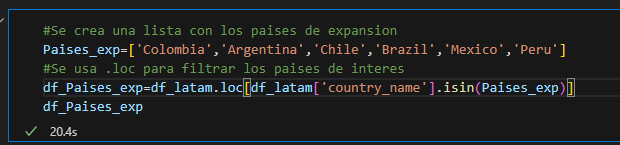 #Se crea una lista con los paises de expansion
Paises_exp=['Colombia','Argentina','Chile','Brazil','Mexico','Peru']
#Se usa .loc para filtrar los paises de interes
df_Paises_exp=df_latam.loc[df_latam['country_name'].isin(Paises_exp)]
df_Paises_exp
20.4s